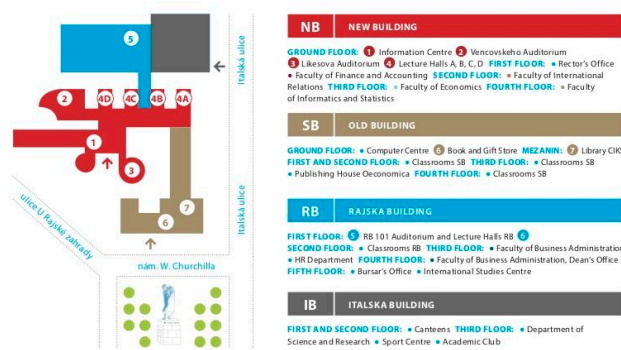 5
Italská ulice
2
4D
4C
4B
4A
1
3
7
6
Italská ulice
ulice U Rajské zahrady
nám. W. Churchilla
NB NEW BUILDING
GROUND FLOOR: 1 Information Centre 2 Vencovskeho Auditorium
3 Likesova Auditorium 4 Lecture Halls A, B, C, D FIRST FLOOR: • Rector's Office
• Faculty of Finance and Accounting SECOND FLOOR: • Faculty of International
Relations THIRD FLOOR: • Faculty of Economics FOURTH FLOOR: • Faculty
of Informatics and Statistics
SB OLD BUILDING
GROUND FLOOR: • Computer Centre 6 Book and Gift Store MEZANIN: 7 Library CIKS
FIRST AND SECOND FLOOR: • Classrooms SB THIRD FLOOR: • Classrooms SB
• Publishing House Oeconomica FOURTH FLOOR: • Classrooms SB
RB RAJSKA BUILDING
FIRST FLOOR: 5 RB 101 Auditorium and Lecture Halls RB 6
SECOND FLOOR: • Classrooms RB THIRD FLOOR: • Faculty of Business Administration
• HR Department FOURTH FLOOR: • Faculty of Business Administration, Dean's Office
FIFTH FLOOR: • Bursar's Office • International Studies Centre
IB ITALSKA BUILDING
FIRST AND SECOND FLOOR: • Canteens THIRD FLOOR: • Department of
Science and Research • Sport Centre • Academic Club